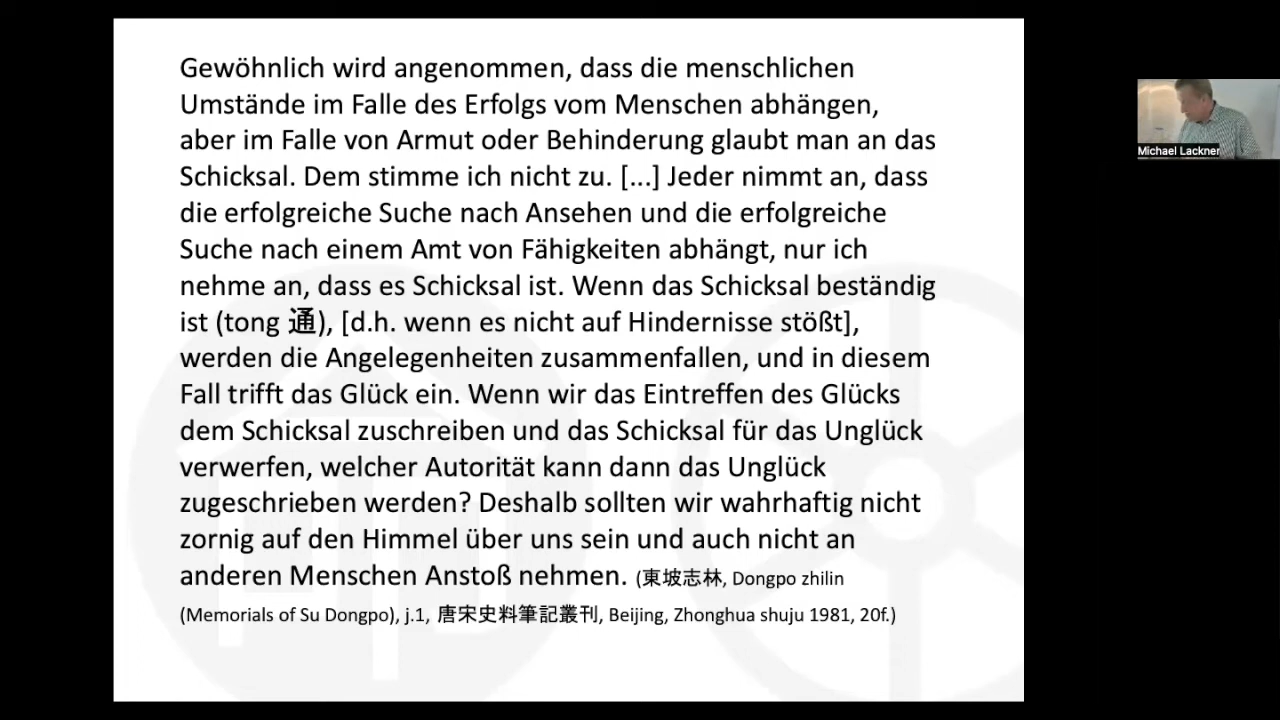 Gewöhnlich wird angenommen, dass die menschlichen
Umstände im Falle des Erfolgs vom Menschen abhängen,
aber im Falle von Armut oder Behinderung glaubt man an das
Schicksal. Dem stimme ich nicht zu. [...] Jeder nimmt an, dass
die erfolgreiche Suche nach Ansehen und die erfolgreiche
Suche nach einem Amt von Fähigkeiten abhängt, nur ich
nehme an, dass es Schicksal ist. Wenn das Schicksal beständig
ist (tong 通), [d.h. wenn es nicht auf Hindernisse stößt],
werden die Angelegenheiten zusammenfallen, und in diesem
Fall trifft das Glück ein. Wenn wir das Eintreffen des Glücks
dem Schicksal zuschreiben und das Schicksal für das Unglück
verwerfen, welcher Autorität kann dann das Unglück
zugeschrieben werden? Deshalb sollten wir wahrhaftig nicht
zornig auf den Himmel über uns sein und auch nicht an
anderen Menschen Anstoß nehmen. (東坡志林, Dongpo zhilin
(Memorials of Su Dongpo), j.1, 唐宋史料筆記叢刊, Beijing, Zhonghua shuju 1981, 20f.)
Michael Lackner